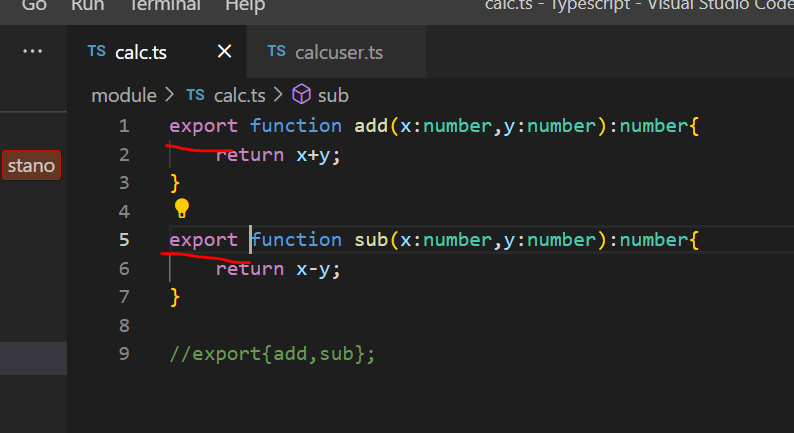 Go Run Terminal Help calc.ts - Typescript - Visual Studio Code
··· TS calc.ts × TS calcuser.ts
module > TS calc.ts > sub
1 export function add(x:number,y:number):number{
2 return x+y;
stano
3 }
4
5 export function sub(x:number,y:number):number{
6 return x-y;
7 }
8
9 //export{add,sub};